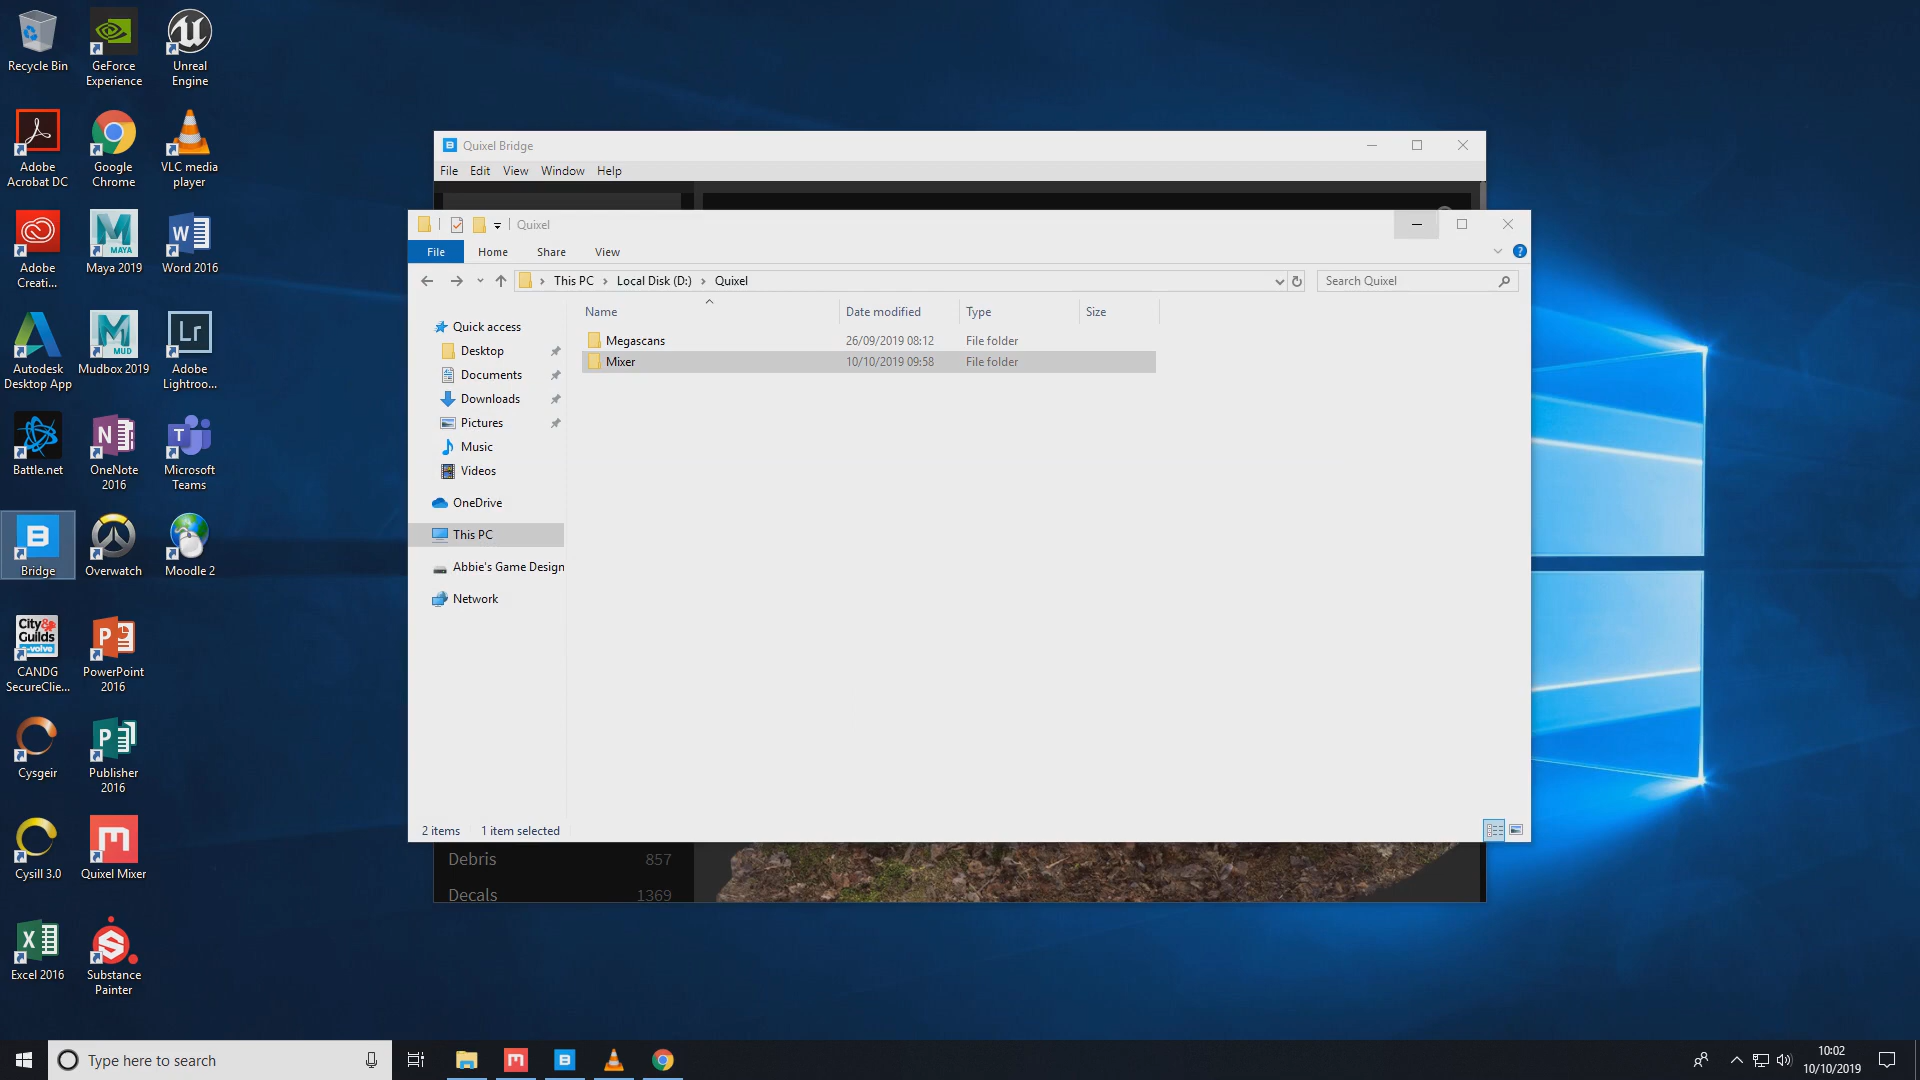 Recycle Bin
GeForce
Experience
Unreal
Engine
Adobe
Acrobat DC
Google
Chrome
VLC media
player
Adobe
Creati...
MAYA
Maya 2019
Word 2016
Autodesk
Desktop App
MUD
Mudbox 2019
Lr
Adobe
Lightroo...
Battle.net
OneNote
2016
Microsoft
Teams
Bridge
Overwatch
Moodle 2
City&
Guilds
e-volve
CANDG
SecureClie...
PowerPoint
2016
Cysgeir
Publisher
2016
Cysill 3.0
Quixel Mixer
Excel 2016
Substance
Painter
Quixel Bridge
File Edit View Window Help
Quixel
File Home Share View
This PC Local Disk (D:) Quixel
Search Quixel
Name Date modified Type Size
Megascans 26/09/2019 08:12 File folder
Mixer 10/10/2019 09:58 File folder
Quick access
Desktop
Documents
Downloads
Pictures
Music
Videos
OneDrive
This PC
Abbie's Game Design
Network
2 items 1 item selected
Debris 857
Decals 1369
Type here to search
10:02
10/10/2019